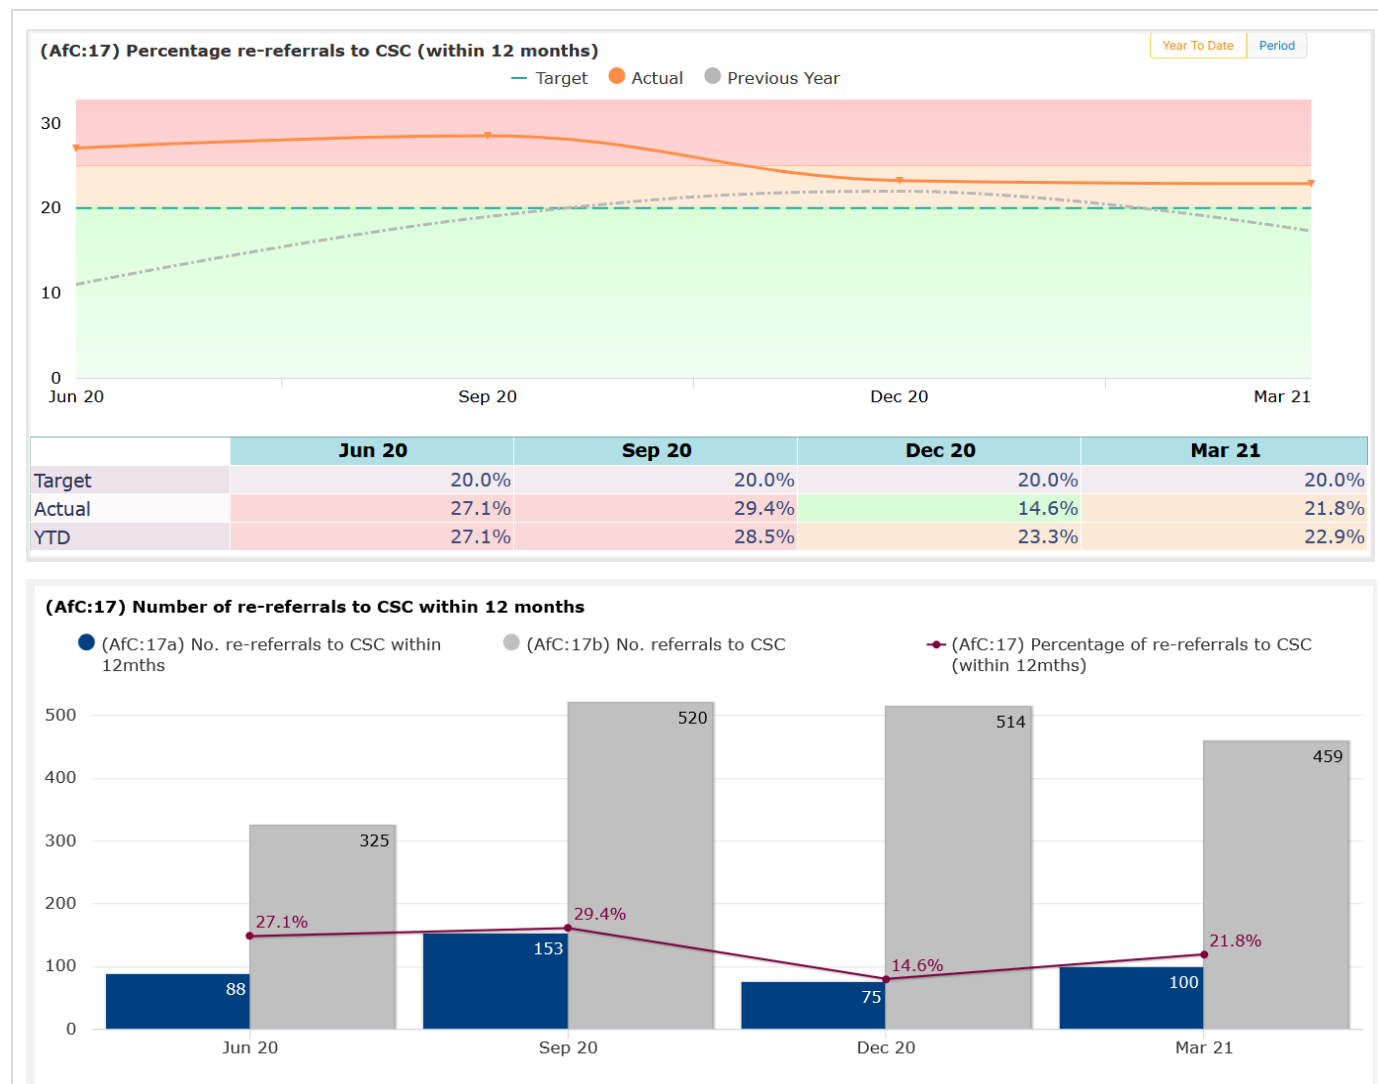 (AfC:17) Percentage re-referrals to CSC (within 12 months)
Year To Date Period
Target Actual Previous Year
30
20
10
0
Jun 20 Sep 20 Dec 20 Mar 21
Jun 20 Sep 20 Dec 20 Mar 21
Target 20.0% 20.0% 20.0% 20.0%
Actual 27.1% 29.4% 14.6% 21.8%
YTD 27.1% 28.5% 23.3% 22.9%
(AfC:17) Number of re-referrals to CSC within 12 months
(AfC:17a) No. re-referrals to CSC within
12mths
(AfC:17b) No. referrals to CSC
(AfC:17) Percentage of re-referrals to CSC
(within 12mths)
500
400
300
200
100
0
520
514
459
325
27.1%
29.4%
14.6%
21.8%
88
153
75
100
Jun 20 Sep 20 Dec 20 Mar 21